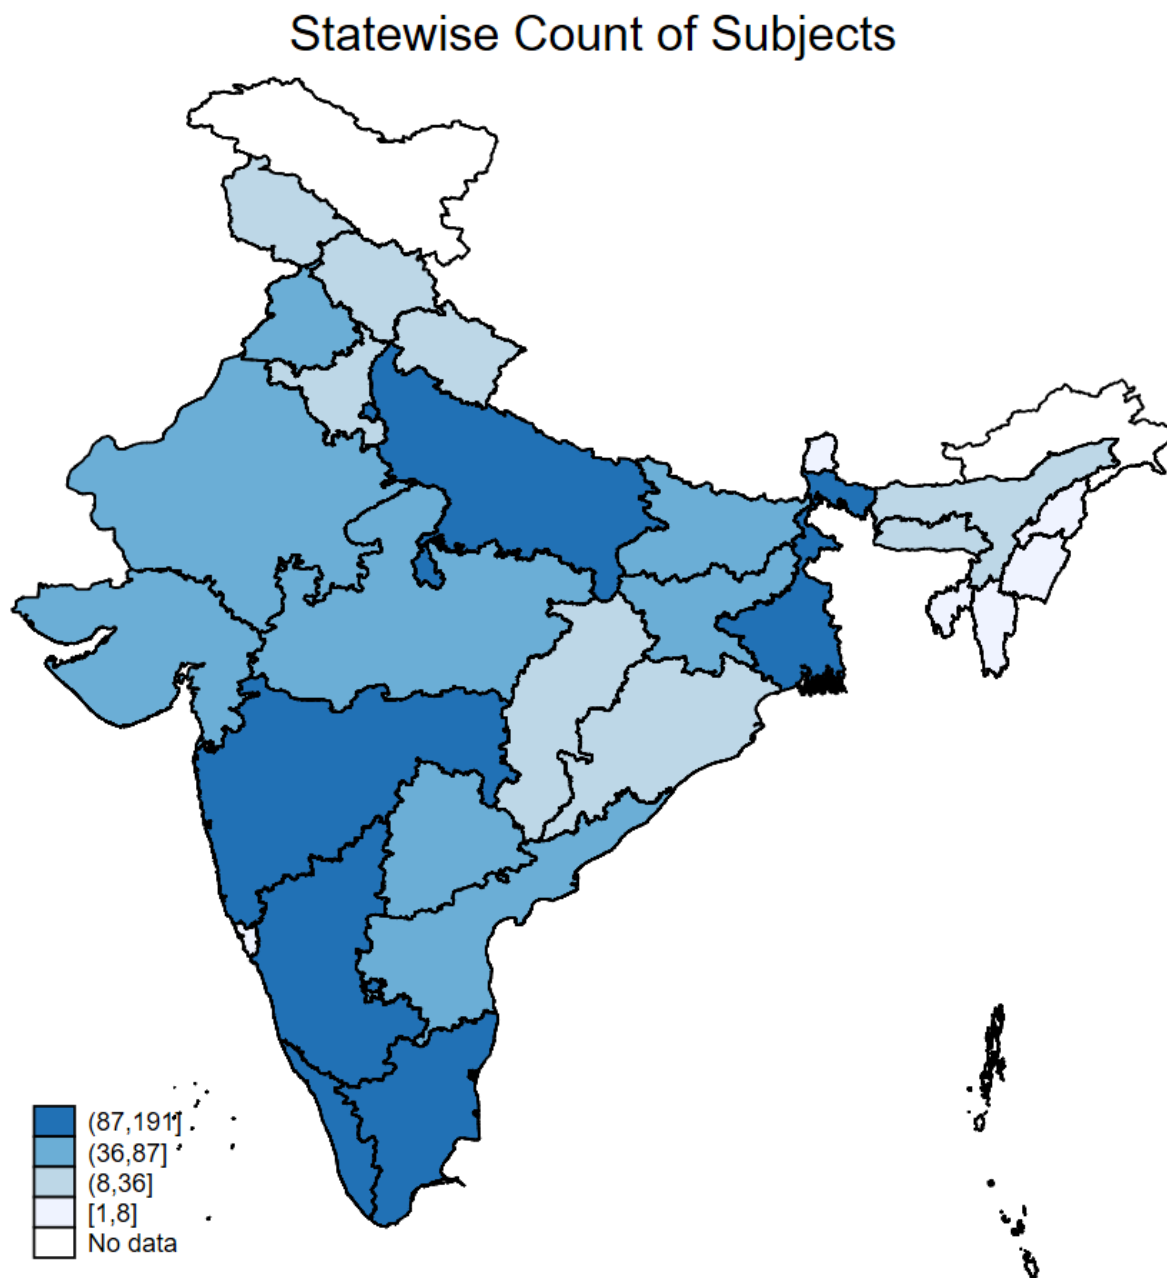 Statewise Count of Subjects
(87,191]
(36,87]
(8,36]
[1,8]
No data